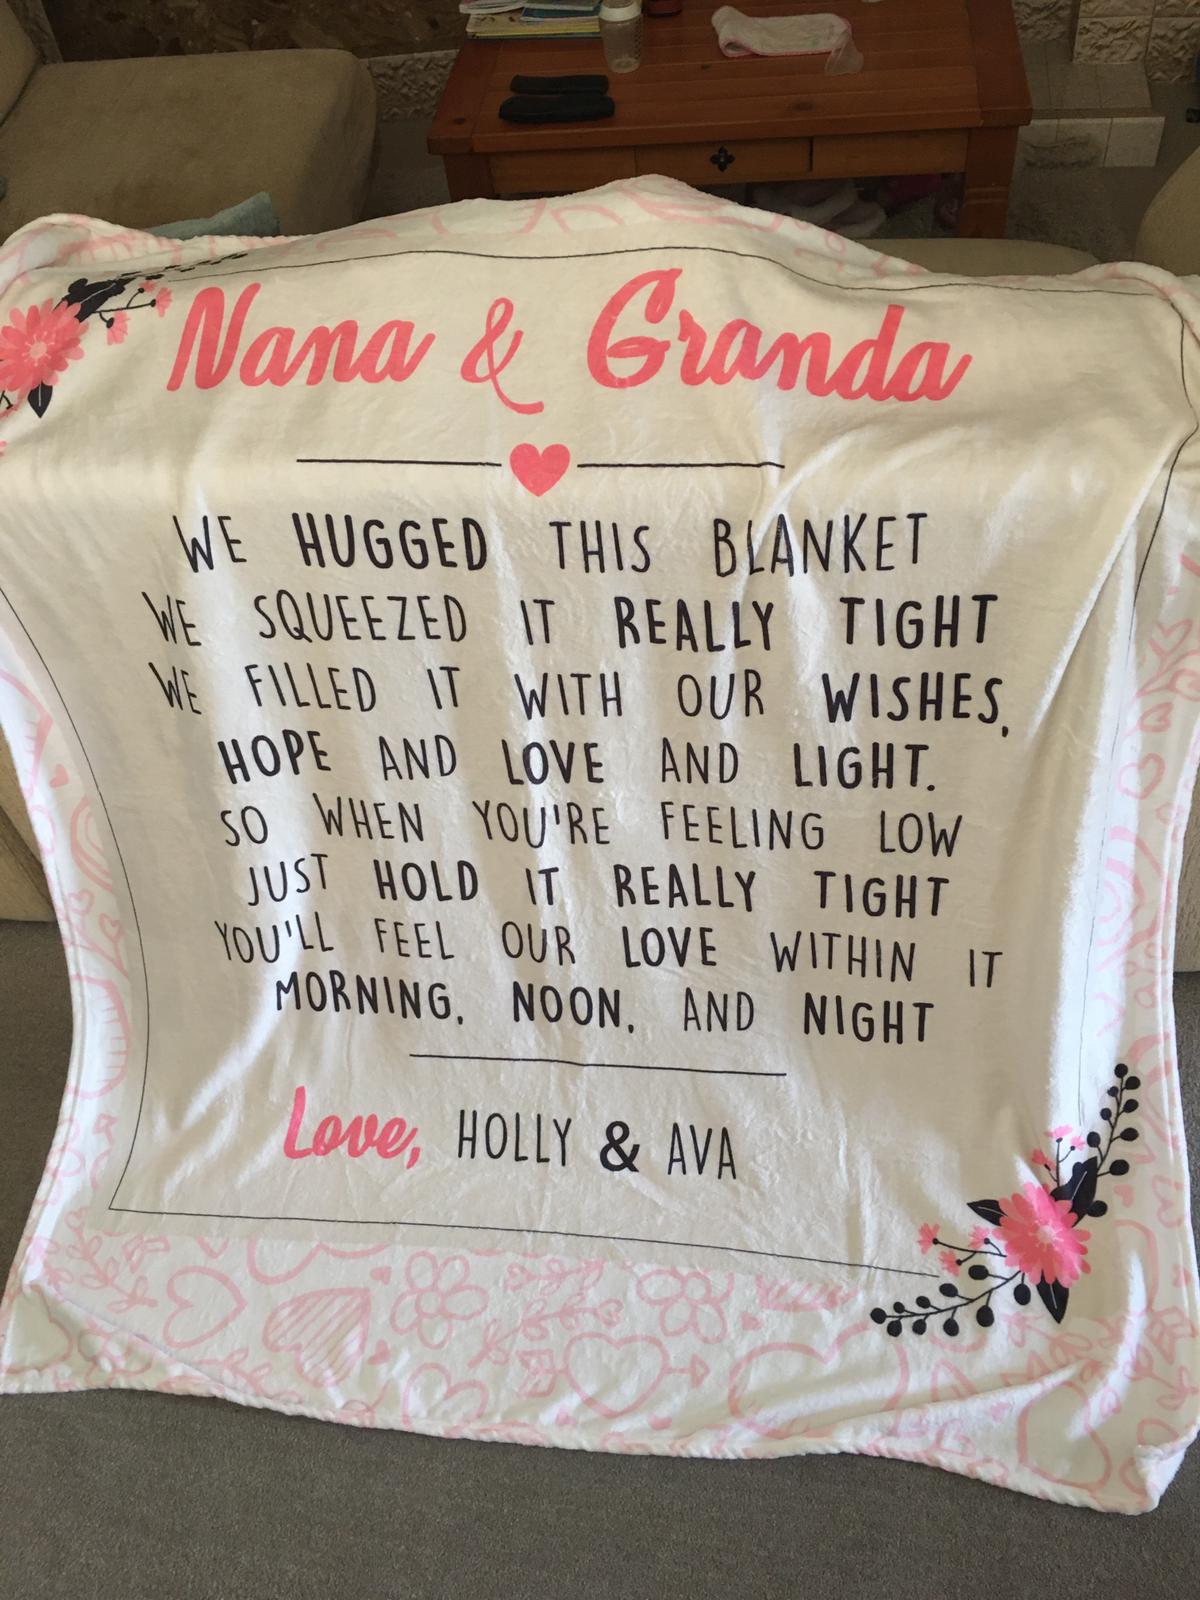 Nana & Granda
WE HUGGED THIS BLANKET
WE SQUEEZED IT REALLY TIGHT
WE FILLED IT WITH OUR WISHES,
HOPE AND LOVE AND LIGHT.
SO WHEN YOU'RE FEELING LOW
JUST HOLD IT REALLY TIGHT
YOU'LL FEEL OUR LOVE WITHIN IT
MORNING, NOON, AND NIGHT
Love, HOLLY & AVA